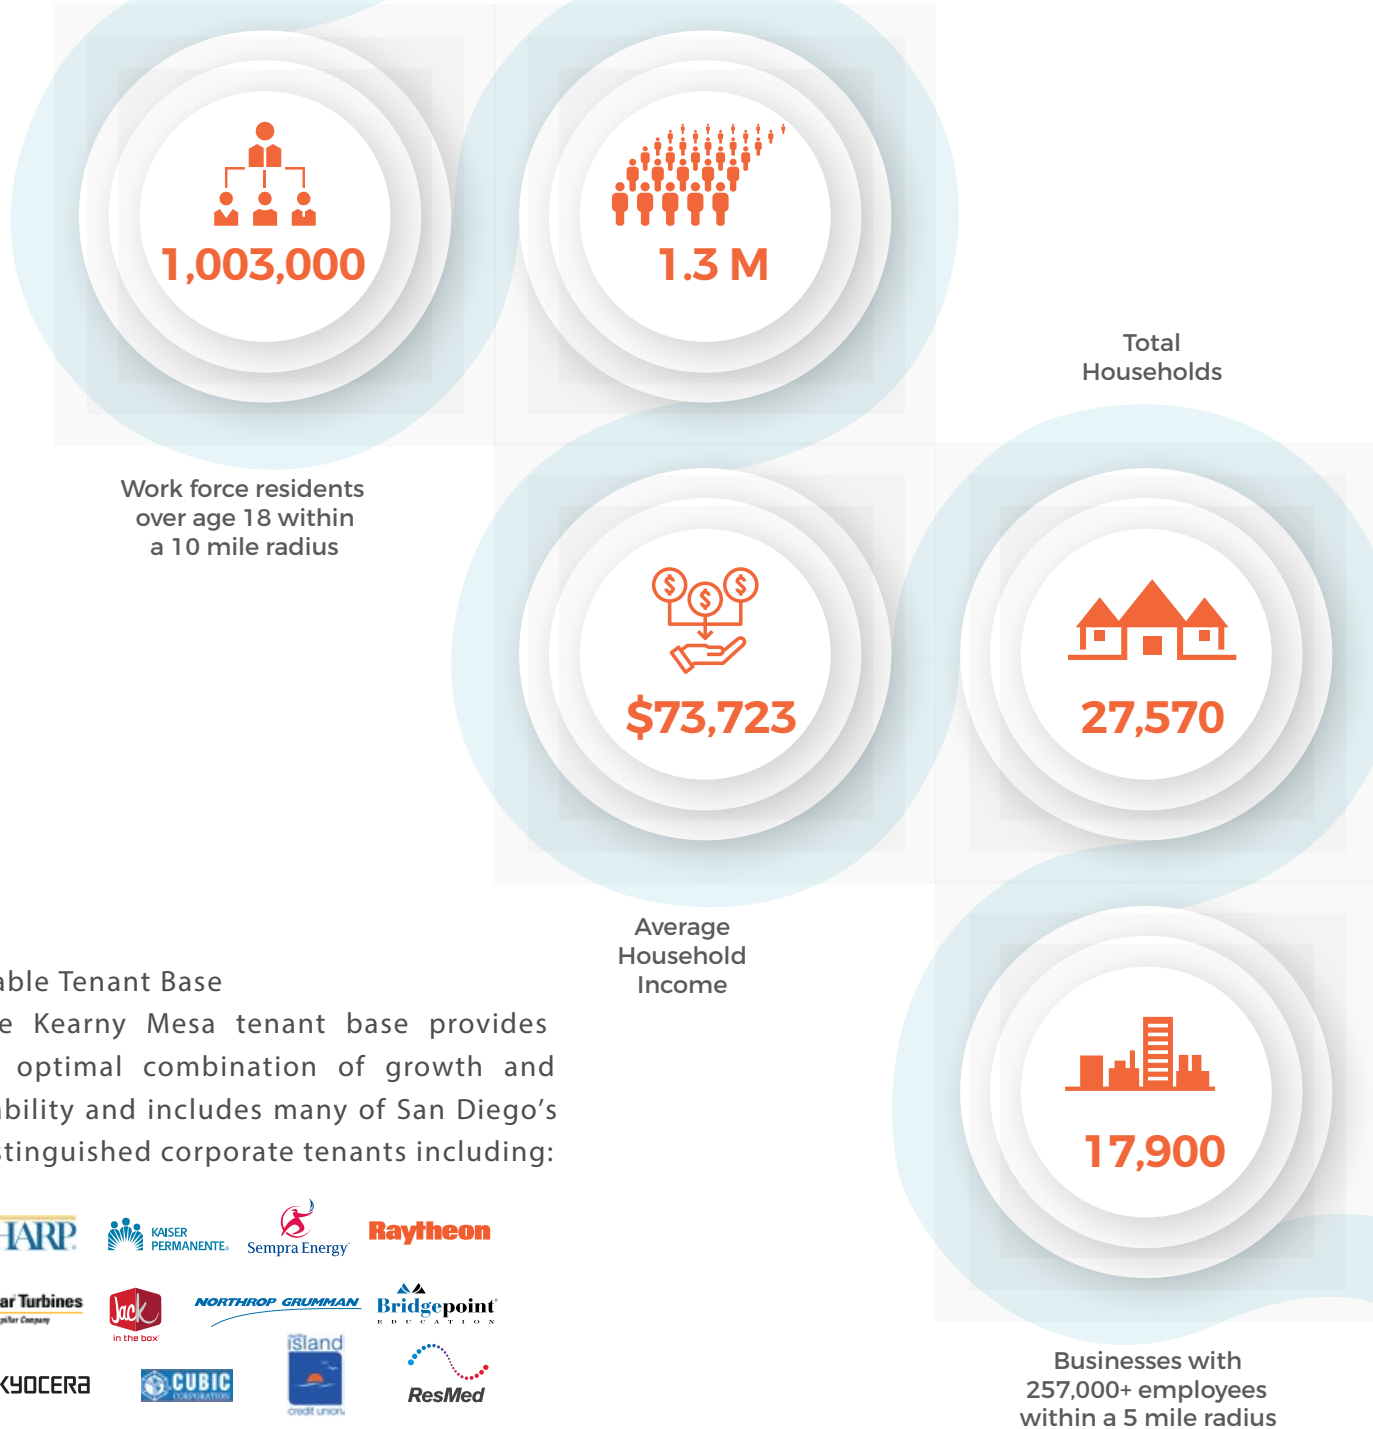 1,003,000
Work force residents
over age 18 within
a 10 mile radius
1.3 M
$73,723
Average
Household
Income
Total
Households
27,570
17,900
Businesses with
257,000+ employees
within a 5 mile radius
able Tenant Base
e Kearny Mesa tenant base provides
optimal combination of growth and
ability and includes many of San Diego’s
stinguished corporate tenants including:
HARP
KAISER
PERMANENTE.
Sempra Energy
Raytheon
ar Turbines
Company
Jack
in the box
NORTHROP GRUMMAN
Bridgepoint
EDUCATION
KYOCERA
CUBIC
CORPORATION
island
credit union
ResMed